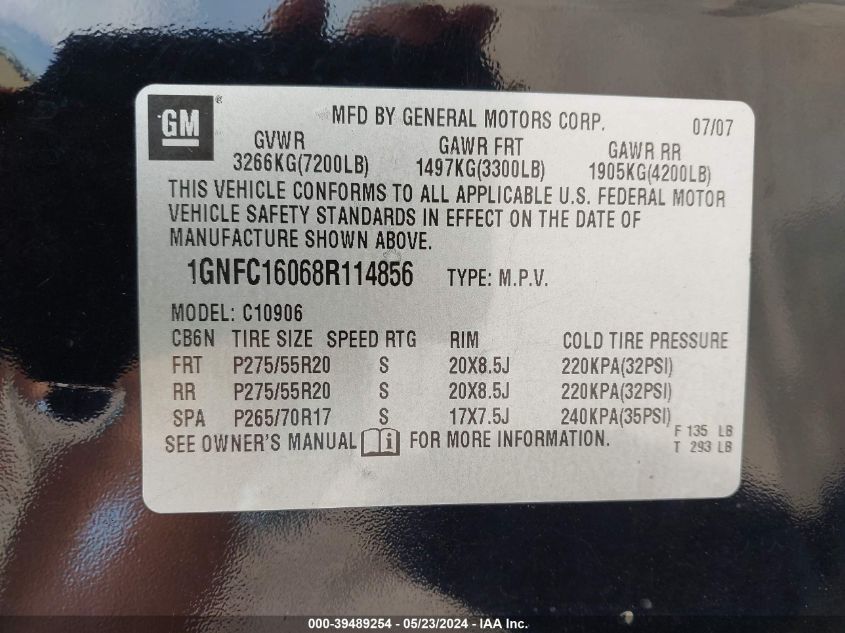 GM® MFD BY GENERAL MOTORS CORP. 07/07
GVWR GAWR FRT GAWR RR
3266KG(7200LB) 1497KG(3300LB) 1905KG(4200LB)
THIS VEHICLE CONFORMS TO ALL APPLICABLE U.S. FEDERAL MOTOR
VEHICLE SAFETY STANDARDS IN EFFECT ON THE DATE OF
MANUFACTURE SHOWN ABOVE.
1GNFC16068R114856 TYPE: M.P.V.
MODEL: C10906
CB6N TIRE SIZE SPEED RTG RIM COLD TIRE PRESSURE
FRT P275/55R20 S 20X8.5J 220KPA(32PSI)
RR P275/55R20 S 20X8.5J 220KPA(32PSI)
SPA P265/70R17 S 17X7.5J 240KPA(35PSI)
SEE OWNER'S MANUAL i FOR MORE INFORMATION.
F 135 LB
T 293 LB
000-39489254 - 05/23/2024 - IAA Inc.